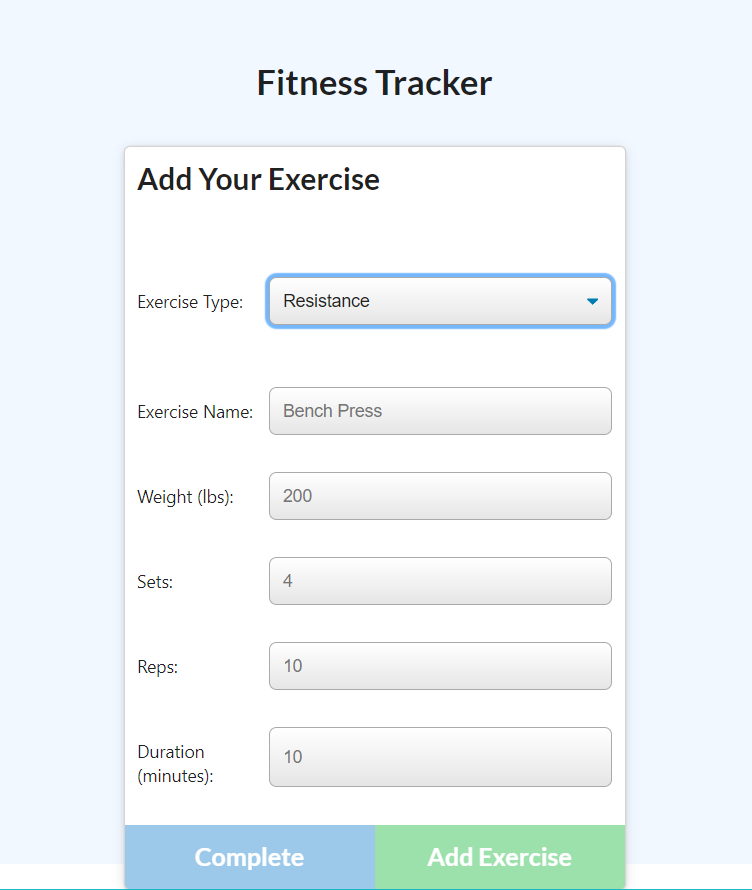 Fitness Tracker
Add Your Exercise
Exercise Type: Resistance
Exercise Name: Bench Press
Weight (lbs): 200
Sets: 4
Reps: 10
Duration
(minutes): 10
Complete Add Exercise